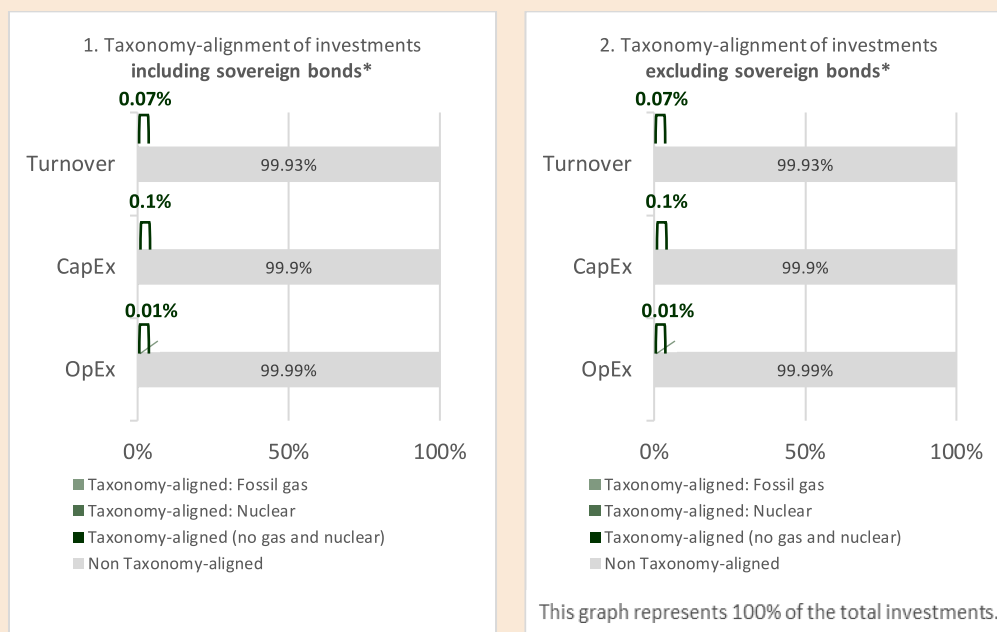 1. Taxonomy-alignment of investments
including sovereign bonds*
0.07%
Turnover
99.93%
0.1%
CapEx
99.9%
0.01%
OpEx
99.99%
0%
50%
100%
Taxonomy-aligned: Fossil gas
Taxonomy-aligned: Nuclear
Taxonomy-aligned (no gas and nuclear)
Non Taxonomy-aligned
2. Taxonomy-alignment of investments
excluding sovereign bonds*
0.07%
Turnover
99.93%
0.1%
CapEx
99.9%
0.01%
OpEx
99.99%
0%
50%
100%
Taxonomy-aligned: Fossil gas
Taxonomy-aligned: Nuclear
Taxonomy-aligned (no gas and nuclear)
Non Taxonomy-aligned
This graph represents 100% of the total investments.